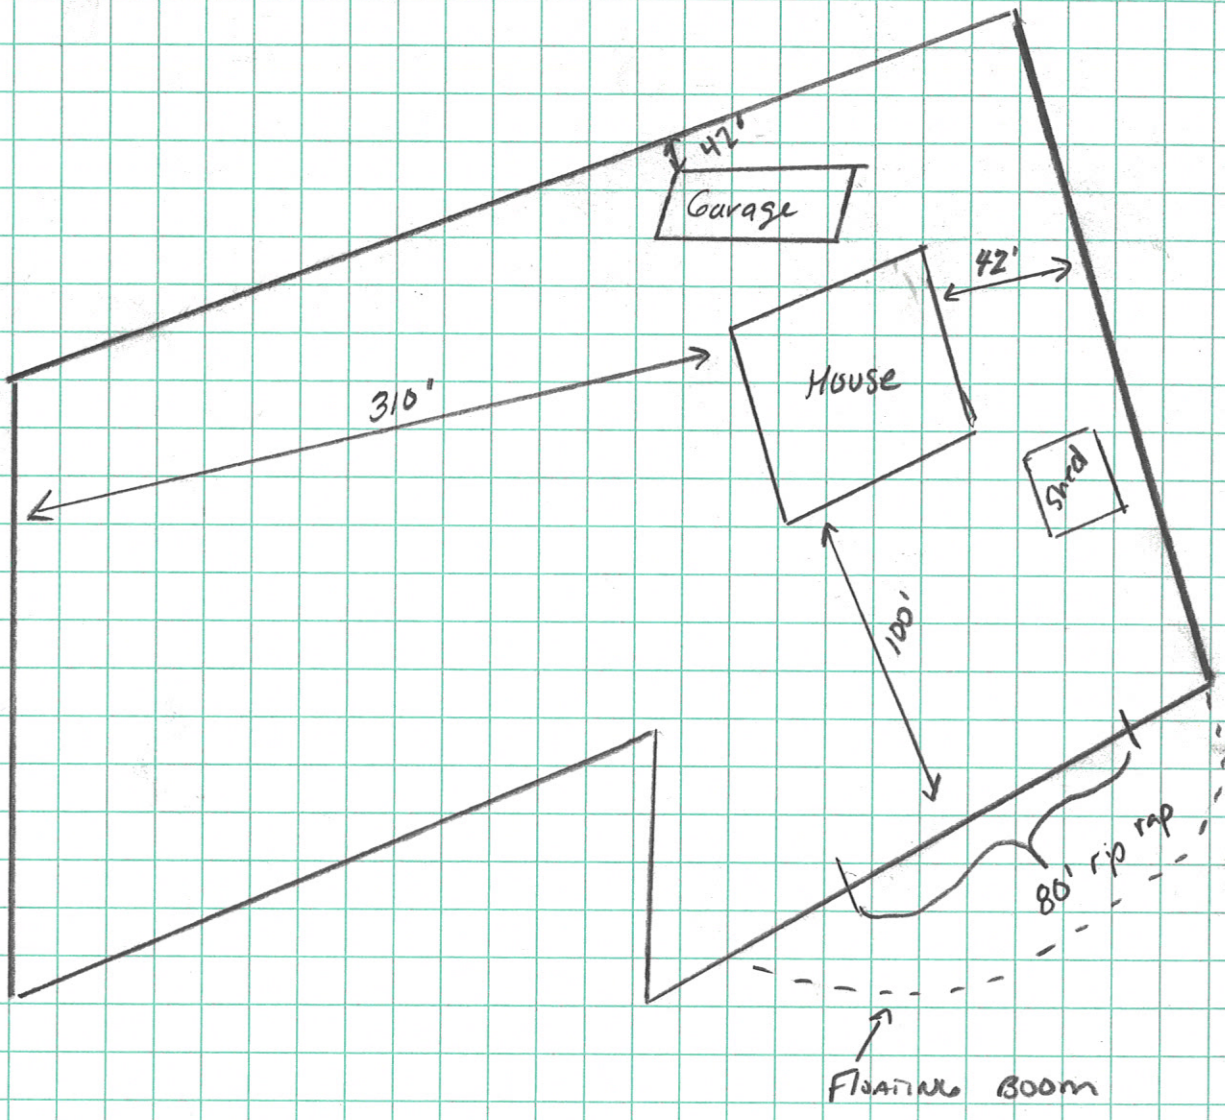 42'
Garage
42'
310'
House
Shed
100'
80' rip rap
FLOATING BOOM